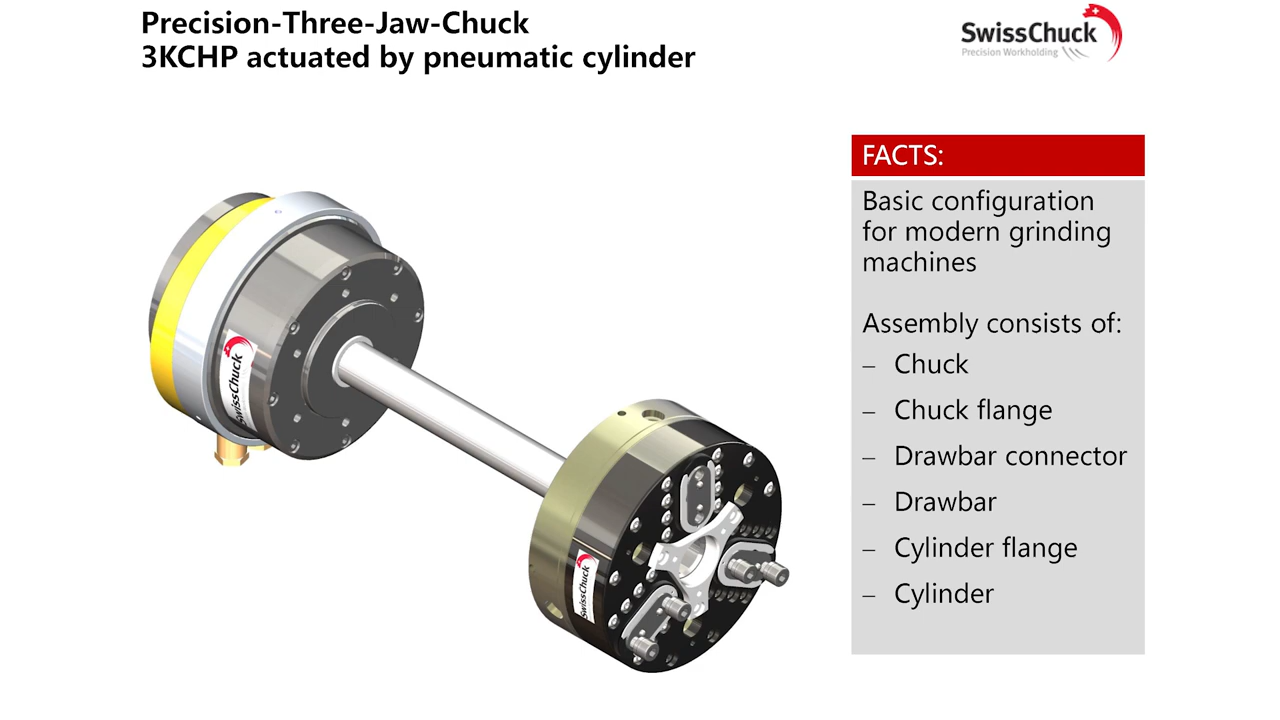 Precision-Three-Jaw-Chuck
3KCHP actuated by pneumatic cylinder
SwissChuck
Precision Workholding
FACTS:
Basic configuration
for modern grinding
machines
Assembly consists of:
– Chuck
– Chuck flange
– Drawbar connector
– Drawbar
– Cylinder flange
– Cylinder
SwissChuck
SwissChuck